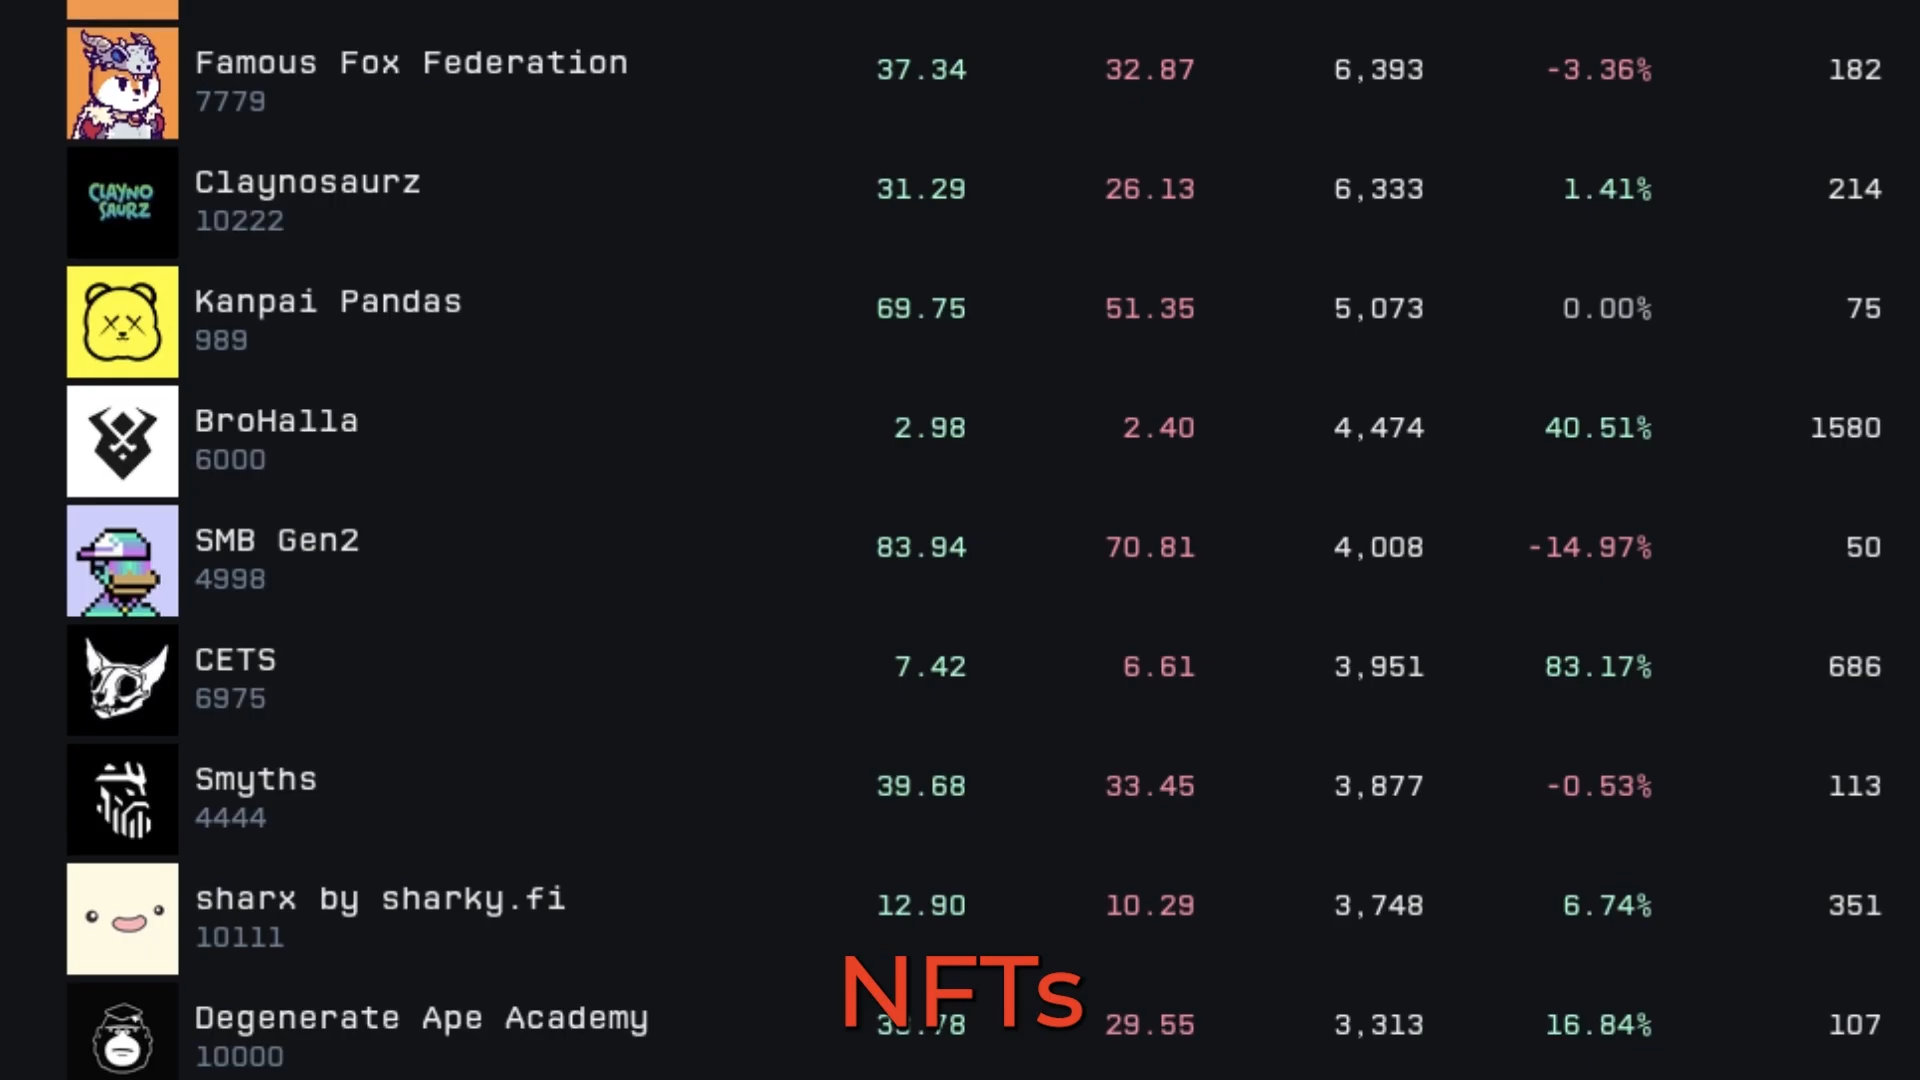 Famous Fox Federation 37.34 32.87 6,393 -3.36% 182
7779
CLAYNO
SAURZ
Claynosaurz 31.29 26.13 6,333 1.41% 214
10222
Kanpai Pandas 69.75 51.35 5,073 0.00% 75
989
BroHalla 2.98 2.40 4,474 40.51% 1580
6000
SMB Gen2 83.94 70.81 4,008 -14.97% 50
4998
CETS 7.42 6.61 3,951 83.17% 686
6975
Smyths 39.68 33.45 3,877 -0.53% 113
4444
sharx by sharky.fi 12.90 10.29 3,748 6.74% 351
10111
NFTs
Degenerate Ape Academy 29.55 3,313 16.84% 107
10000